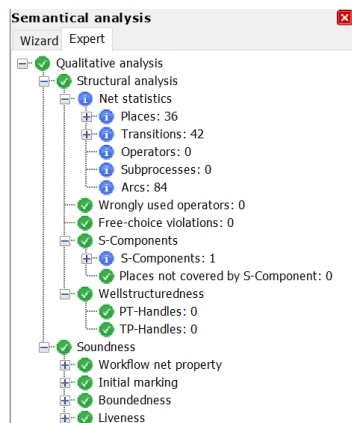 Semantical analysis
Wizard Expert
Qualitative analysis
Structural analysis
Net statistics
Places: 36
Transitions: 42
Operators: 0
Subprocesses: 0
Arcs: 84
Wrongly used operators: 0
Free-choice violations: 0
S-Components
S-Components: 1
Places not covered by S-Component: 0
Wellstructuredness
PT-Handles: 0
TP-Handles: 0
Soundness
Workflow net property
Initial marking
Boundedness
Liveness